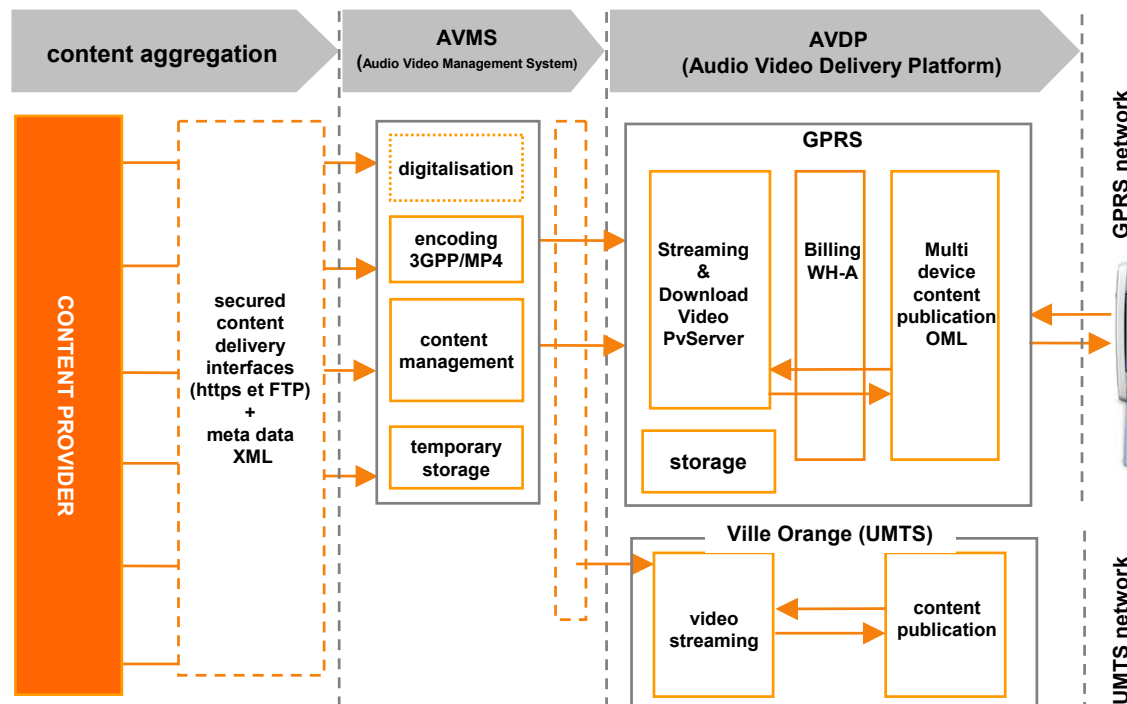 content aggregation
AVMS
(Audio Video Management System)
AVDP
(Audio Video Delivery Platform)
CONTENT PROVIDER
secured
content
delivery
interfaces
(https et FTP)
+
meta data
XML
digitalisation
encoding
3GPP/MP4
content
management
temporary
storage
GPRS
Streaming
&
Download
Video
PvServer
Billing
WH-A
Multi
device
content
publication
OML
storage
Ville Orange (UMTS)
video
streaming
content
publication
GPRS network
UMTS network